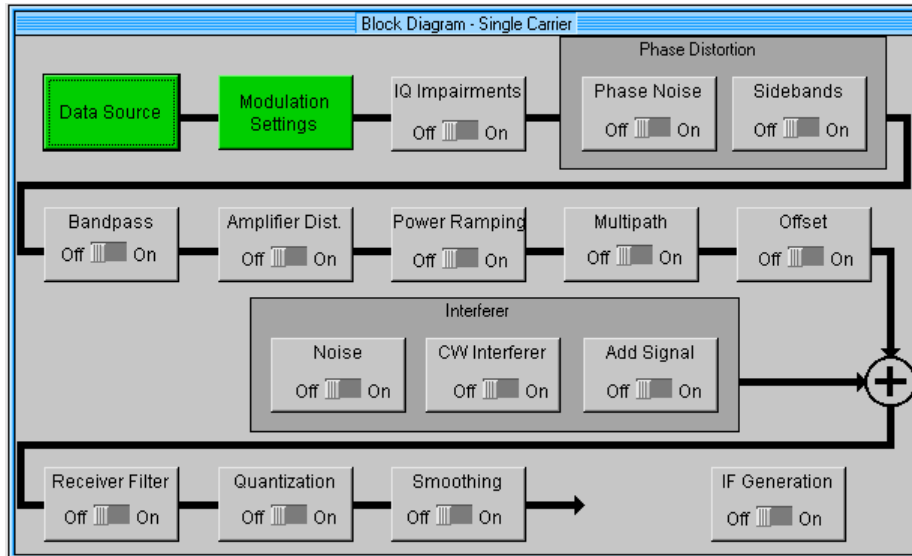 Block Diagram - Single Carrier
Phase Distortion
Data Source
Modulation
Settings
IQ Impairments
Off On
Phase Noise
Off On
Sidebands
Off On
Bandpass
Off On
Amplifier Dist.
Off On
Power Ramping
Off On
Multipath
Off On
Offset
Off On
Interferer
Noise
Off On
CW Interferer
Off On
Add Signal
Off On
Receiver Filter
Off On
Quantization
Off On
Smoothing
Off On
IF Generation
Off On